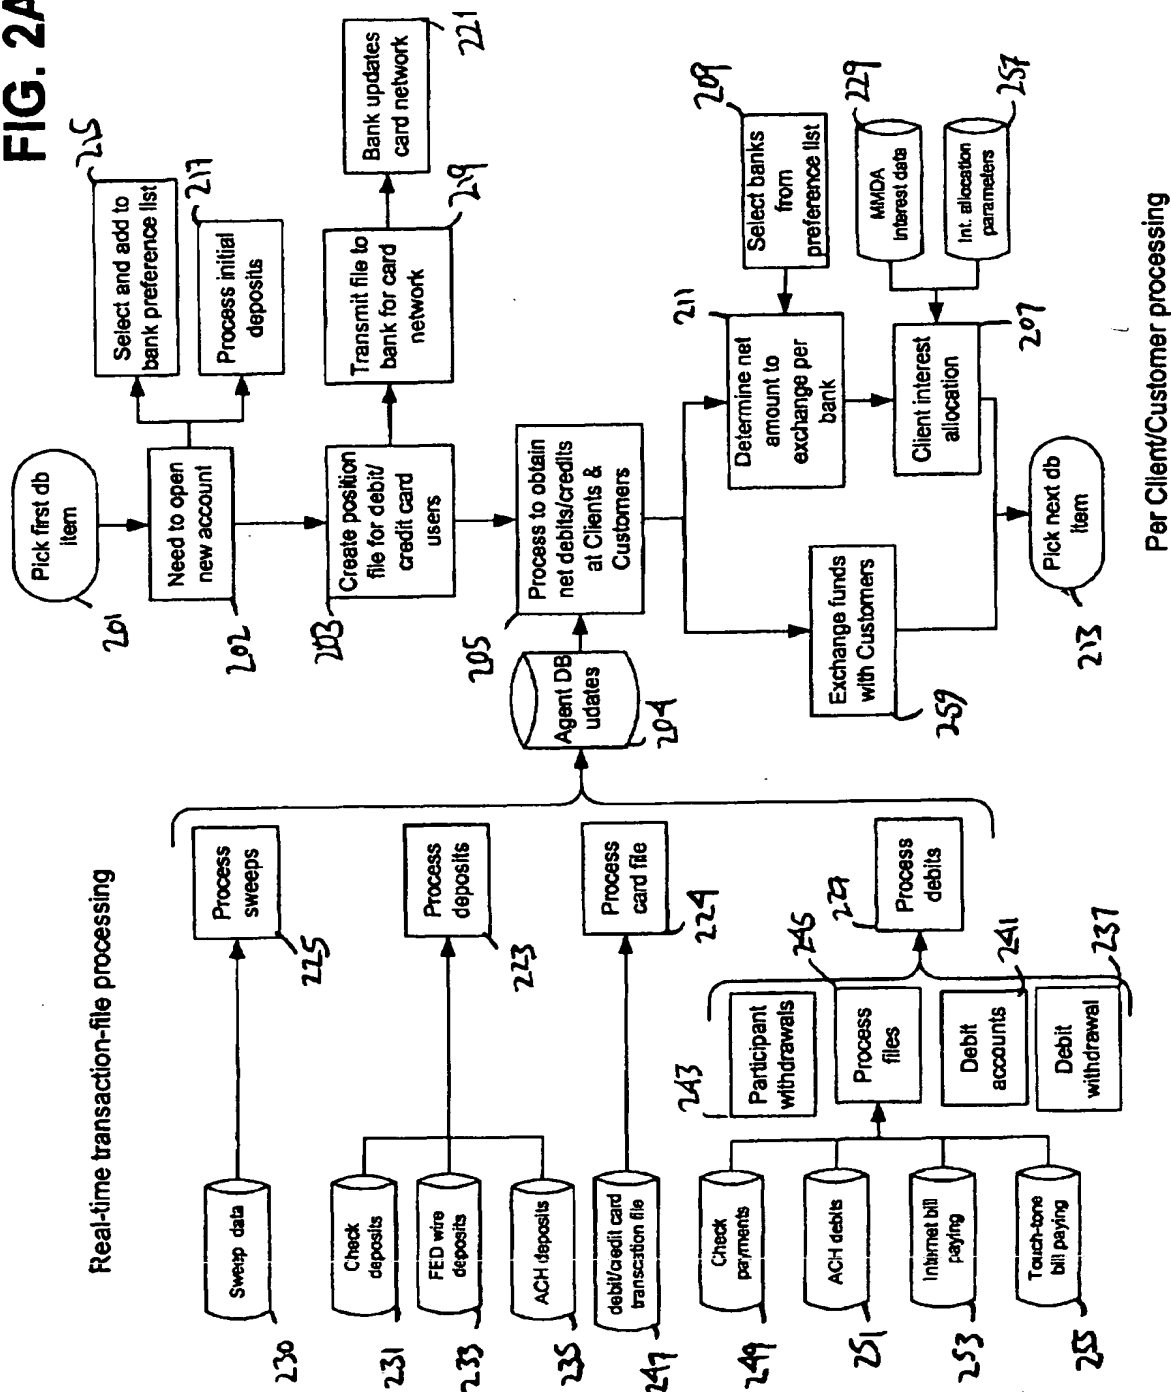 FIG. 2A
Real-time transaction-file processing
Per Client/Customer processing
Pick first db
item
201
Need to open
new account
202
Select and add to
bank preference list
215
Process initial
deposits
217
Create position
file for debit/
credit card
users
203
Transmit file to
bank for card
network
219
Bank updates
card network
221
Process to obtain
net debits/credits
at Clients &
Customers
205
Agent DB
udates
204
Determine net
amount to
exchange per
bank
211
Select banks
from
preference list
209
MMDA
Interest data
229
Int. allocation
parameters
257
Client interest
allocation
207
Exchange funds
with Customers
259
Pick next db
item
213
Process
sweeps
225
Process
deposits
223
Process
card file
224
Process
debits
227
Participant
withdrawals
243
Process
files
245
Debit
accounts
241
Debit
withdrawal
237
Sweep data
230
Check
deposits
231
FED wire
deposits
233
ACH deposits
235
debit/credit card
transcation file
247
Check
payments
249
ACH debits
251
Internet bill
paying
253
Touch-tone
bill paying
255